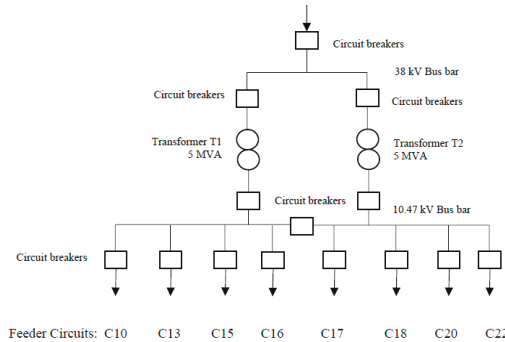 Circuit breakers
38 kV Bus bar
Circuit breakers
Circuit breakers
Transformer T1
5 MVA
Transformer T2
5 MVA
Circuit breakers
10.47 kV Bus bar
Circuit breakers
Feeder Circuits: C10 C13 C15 C16 C17 C18 C20 C22